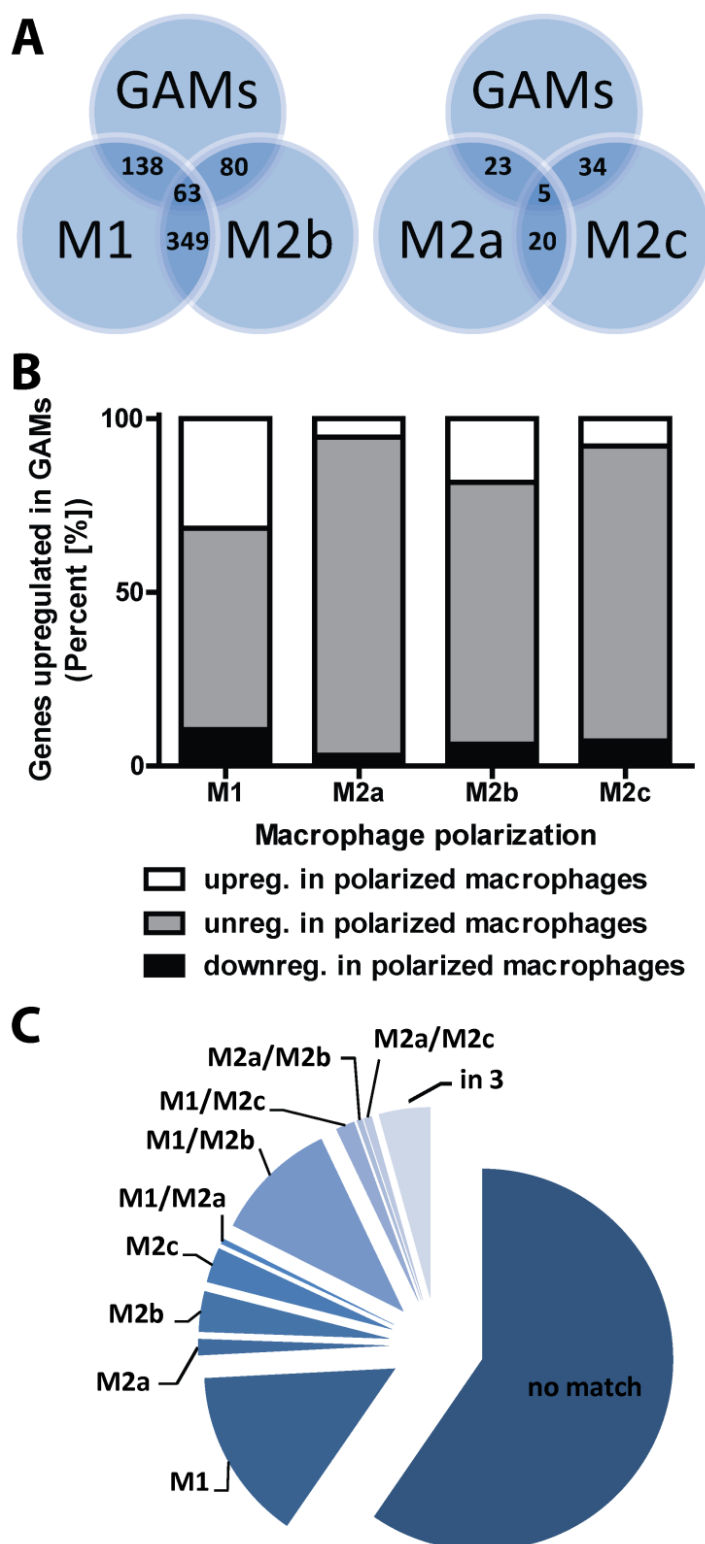 A
GAMs
138
80
63
M1
349
M2b
GAMs
23
34
5
M2a
20
M2c
B
Genes upregulated in GAMs
(Percent [%])
100
50
0
M1 M2a M2b M2c
Macrophage polarization
upreg. in polarized macrophages
unreg. in polarized macrophages
downreg. in polarized macrophages
C
M2a/M2c
M2a/M2b
in 3
M1/M2c
M1/M2b
M1/M2a
M2c
M2b
M2a
M1
no match